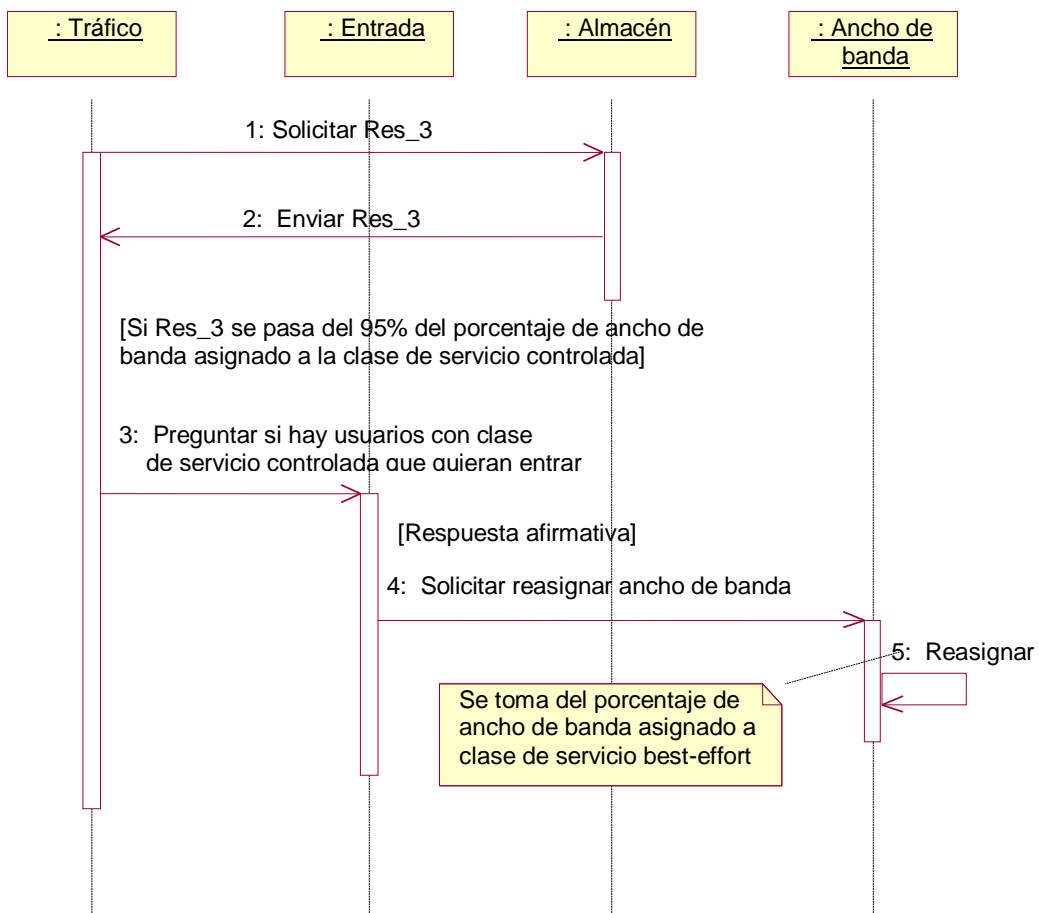 : Tráfico
: Entrada
: Almacén
: Ancho de
banda
1: Solicitar Res_3
2: Enviar Res_3
[Si Res_3 se pasa del 95% del porcentaje de ancho de
banda asignado a la clase de servicio controlada]
3: Preguntar si hay usuarios con clase
de servicio controlada que quieran entrar
[Respuesta afirmativa]
4: Solicitar reasignar ancho de banda
5: Reasignar
Se toma del porcentaje de
ancho de banda asignado a
clase de servicio best-effort